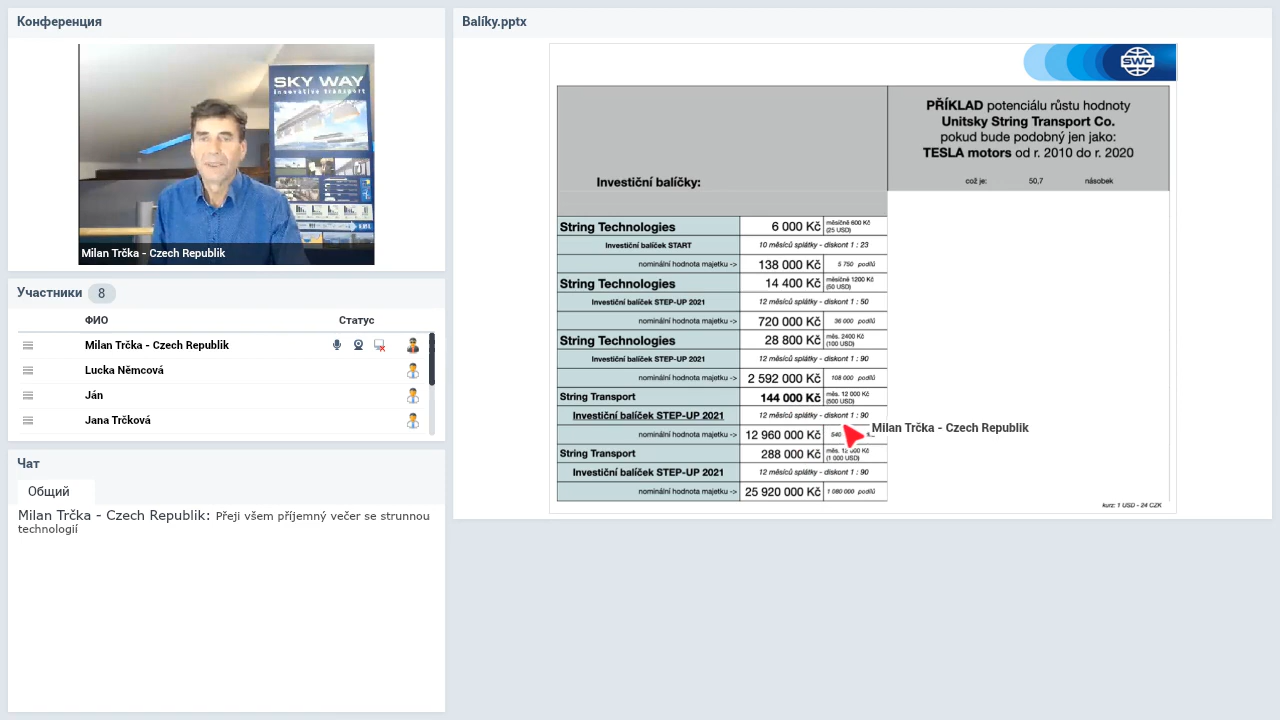 Конференция
SKY WAY
Innovative transport
Milan Trčka - Czech Republik
Участники 8
ФИО Статус
Milan Trčka - Czech Republik
Lucka Němcová
Ján
Jana Trčková
Чат
Общий
Milan Trčka - Czech Republik: Přeji všem příjemný večer se strunnou
technologií
Balíky.pptx
SWC
PŘÍKLAD potenciálu růstu hodnoty
Unitsky String Transport Co.
pokud bude podobný jen jako:
TESLA motors od r. 2010 do r. 2020
což je: 50,7 násobek
Investiční balíčky:
String Technologies 6 000 Kč měsíčně 600 Kč
(25 USD)
Investiční balíček START 10 měsíců splátky - diskont 1 : 23
nominální hodnota majetku -> 138 000 Kč 5 750 podílů
String Technologies 14 400 Kč měsíčně 1200 Kč
(50 USD)
Investiční balíček STEP-UP 2021 12 měsíců splátky - diskont 1 : 50
nominální hodnota majetku -> 720 000 Kč 36 000 podílů
String Technologies 28 800 Kč měs. 2400 Kč
(100 USD)
Investiční balíček STEP-UP 2021 12 měsíců splátky - diskont 1 : 90
nominální hodnota majetku -> 2 592 000 Kč 108 000 podílů
String Transport 144 000 Kč měs. 12 000 Kč
(500 USD)
Investiční balíček STEP-UP 2021 12 měsíců splátky - diskont 1 : 90
Milan Trčka - Czech Republik
nominální hodnota majetku -> 12 960 000 Kč 540
String Transport 288 000 Kč měs.
(1 000 USD)
Investiční balíček STEP-UP 2021 12 měsíců splátky - diskont 1 : 90
nominální hodnota majetku -> 25 920 000 Kč 1 080 000 podílů
kurz: 1 USD - 24 CZK